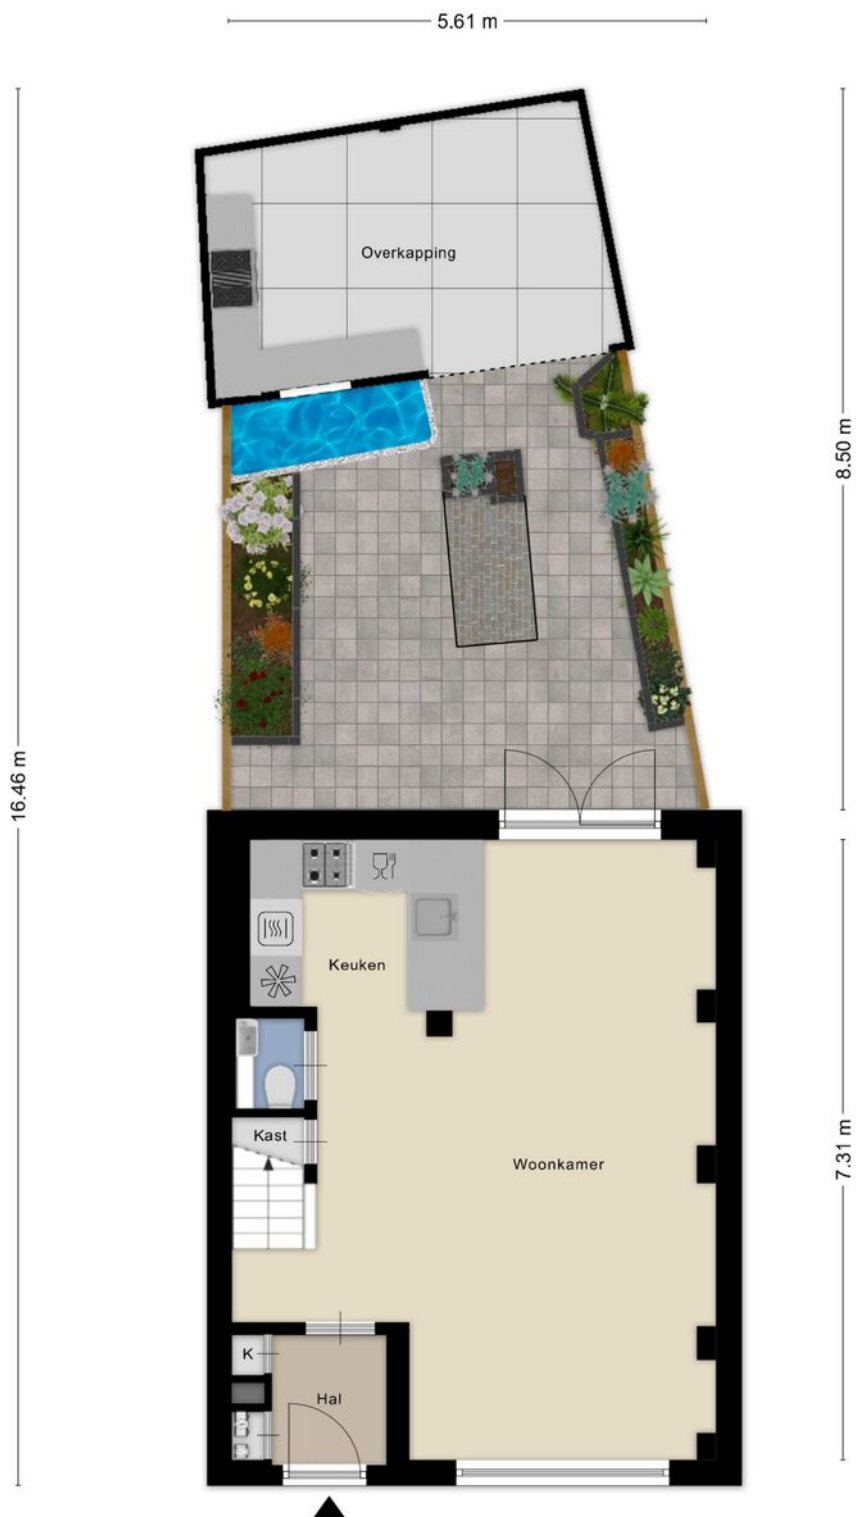 5.61 m
Overkapping
8.50 m
16.46 m
Keuken
Kast
Woonkamer
7.31 m
K
Hal